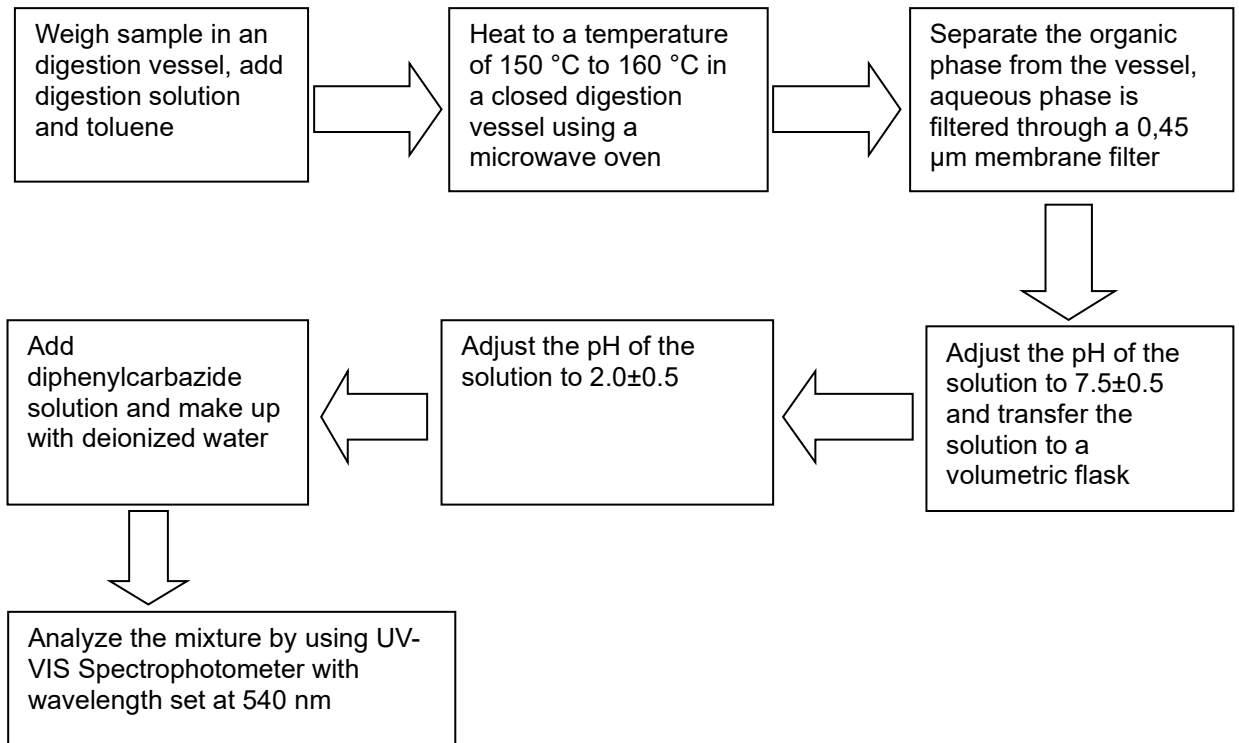 Weigh sample in an
digestion vessel, add
digestion solution
and toluene
Heat to a temperature
of 150 °C to 160 °C in
a closed digestion
vessel using a
microwave oven
Separate the organic
phase from the vessel,
aqueous phase is
filtered through a 0,45
µm membrane filter
Adjust the pH of the
solution to 7.5±0.5
and transfer the
solution to a
volumetric flask
Adjust the pH of the
solution to 2.0±0.5
Add
diphenylcarbazide
solution and make up
with deionized water
Analyze the mixture by using UV-
VIS Spectrophotometer with
wavelength set at 540 nm